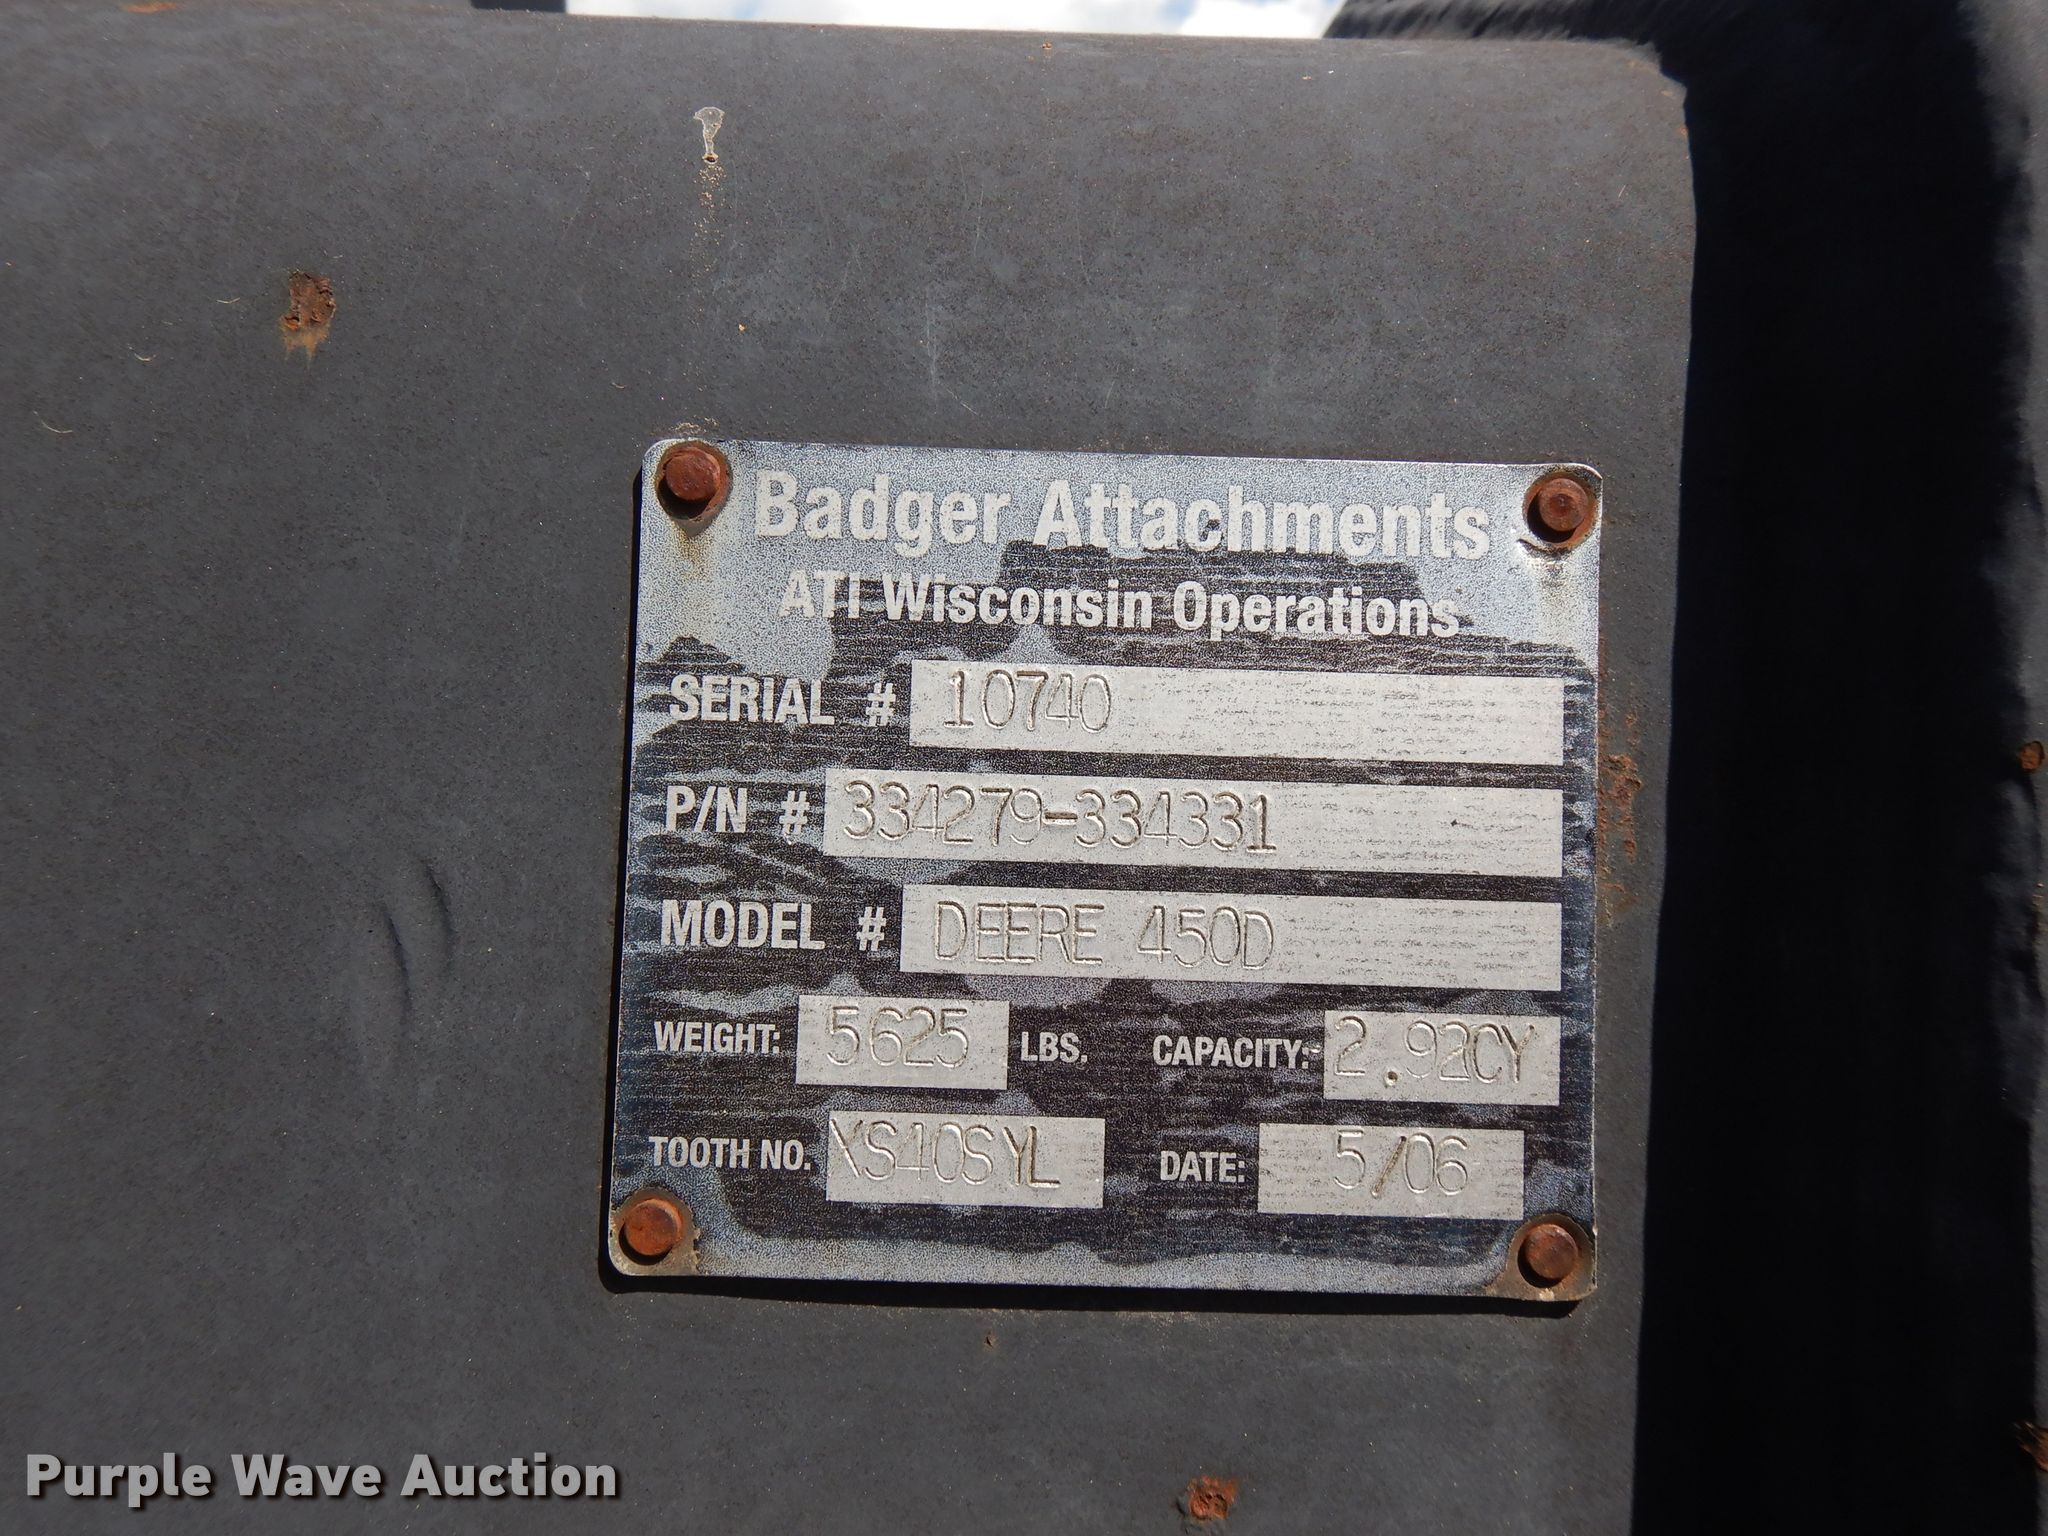 Badger Attachments
ATI Wisconsin Operations
SERIAL # 10740
P/N # 334279-334331
MODEL # DEERE 450D
WEIGHT: 5625 LBS. CAPACITY: 2.92CY
TOOTH NO. XS40SYL DATE: 5/06
Purple Wave Auction